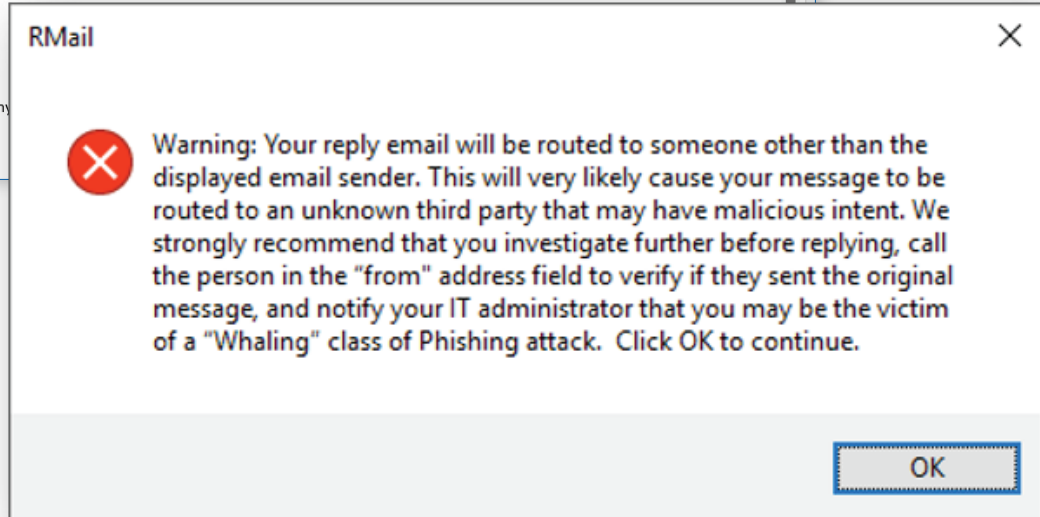 RMail
Warning: Your reply email will be routed to someone other than the
displayed email sender. This will very likely cause your message to be
routed to an unknown third party that may have malicious intent. We
strongly recommend that you investigate further before replying, call
the person in the “from" address field to verify if they sent the original
message, and notify your IT administrator that you may be the victim
of a “Whaling” class of Phishing attack.  Click OK to continue.
OK